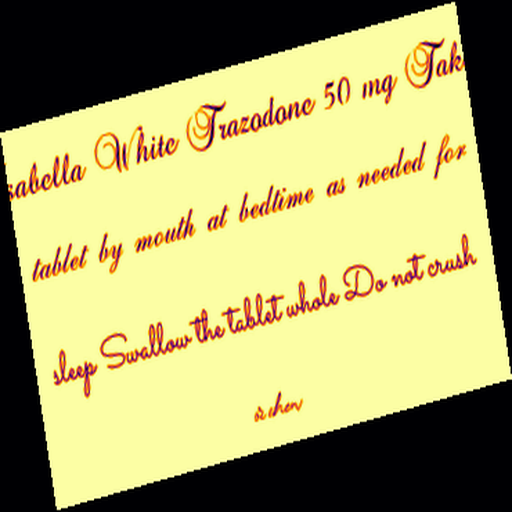 sabella White Trazodone 50 mg Tak
tablet by mouth at bedtime as needed for
sleep Swallow the tablet whole Do not crush
or chew